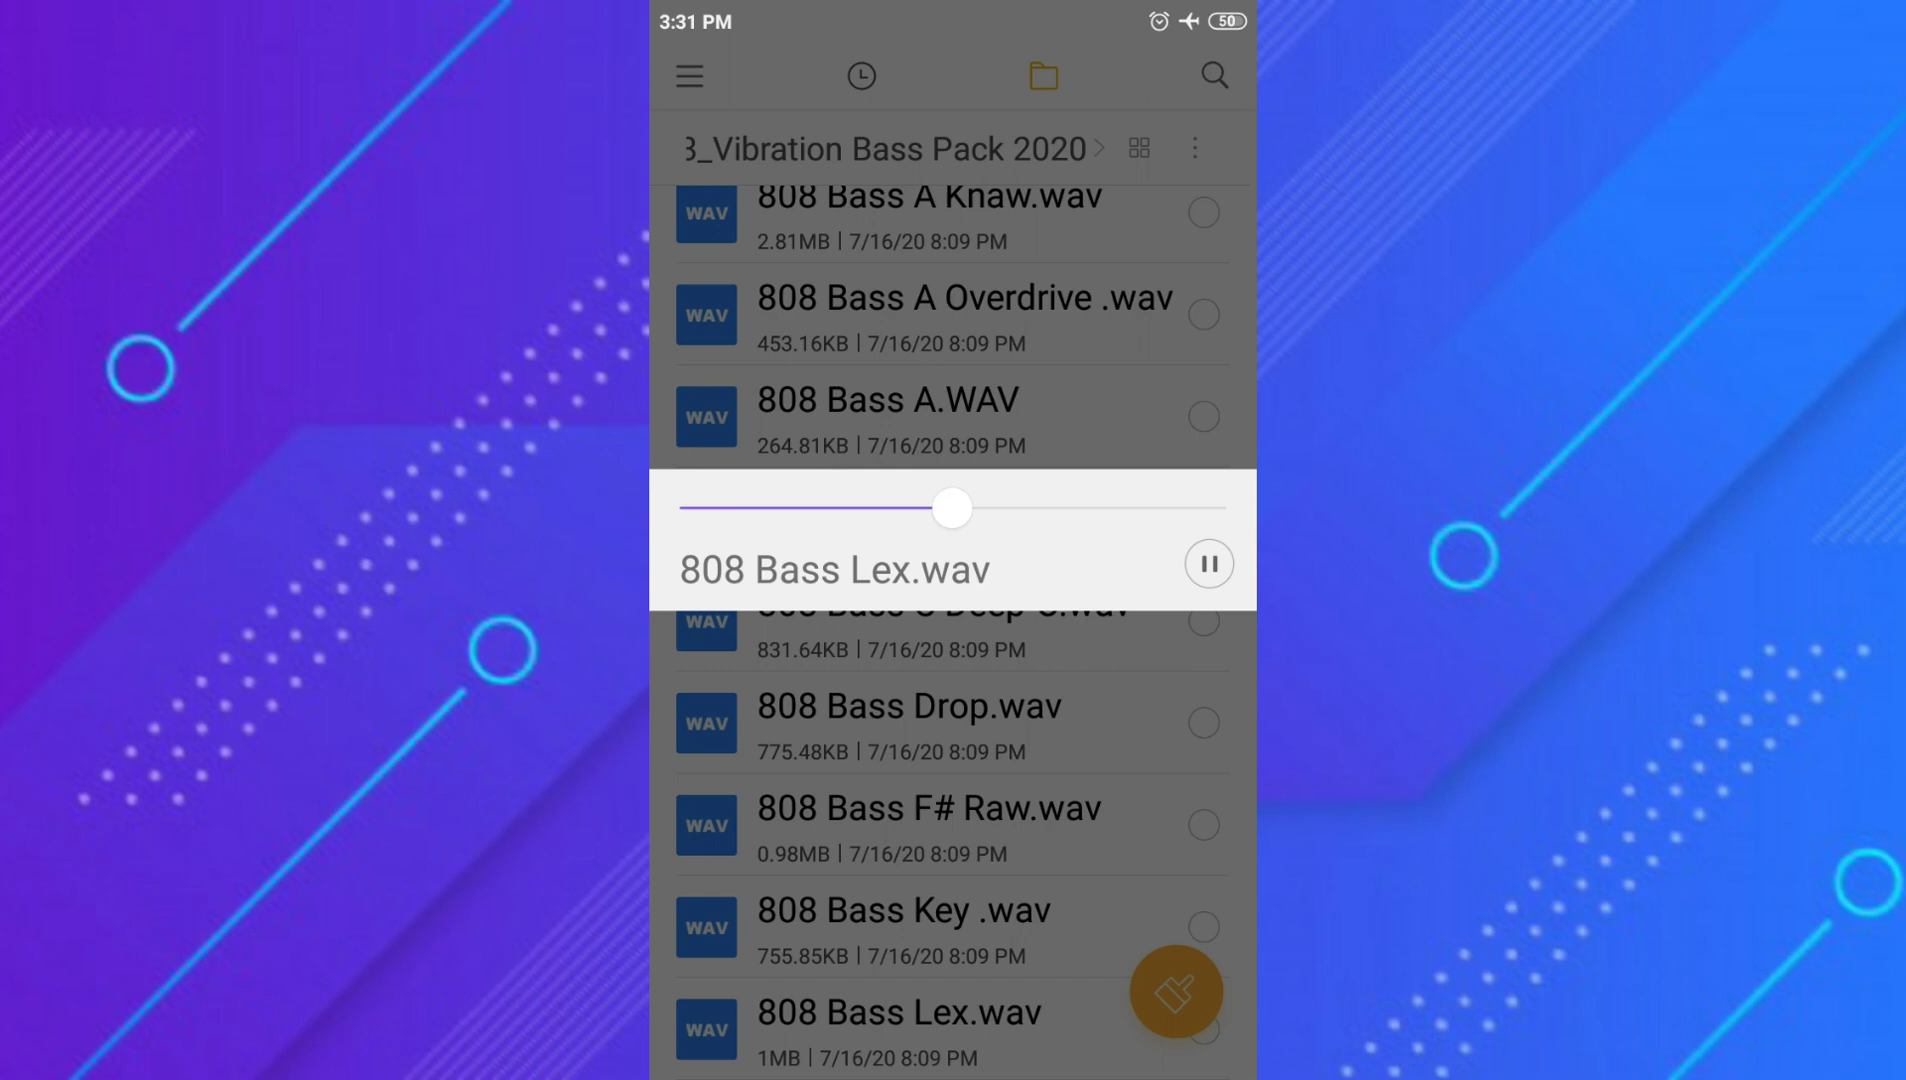 3:31 PM
50
3_Vibration Bass Pack 2020
WAV
808 Bass A Knaw.wav
2.81MB | 7/16/20 8:09 PM
WAV
808 Bass A Overdrive .wav
453.16KB | 7/16/20 8:09 PM
WAV
808 Bass A.WAV
264.81KB | 7/16/20 8:09 PM
808 Bass Lex.wav
WAV
831.64KB | 7/16/20 8:09 PM
WAV
808 Bass Drop.wav
775.48KB | 7/16/20 8:09 PM
WAV
808 Bass F# Raw.wav
0.98MB | 7/16/20 8:09 PM
WAV
808 Bass Key .wav
755.85KB | 7/16/20 8:09 PM
WAV
808 Bass Lex.wav
1MB | 7/16/20 8:09 PM